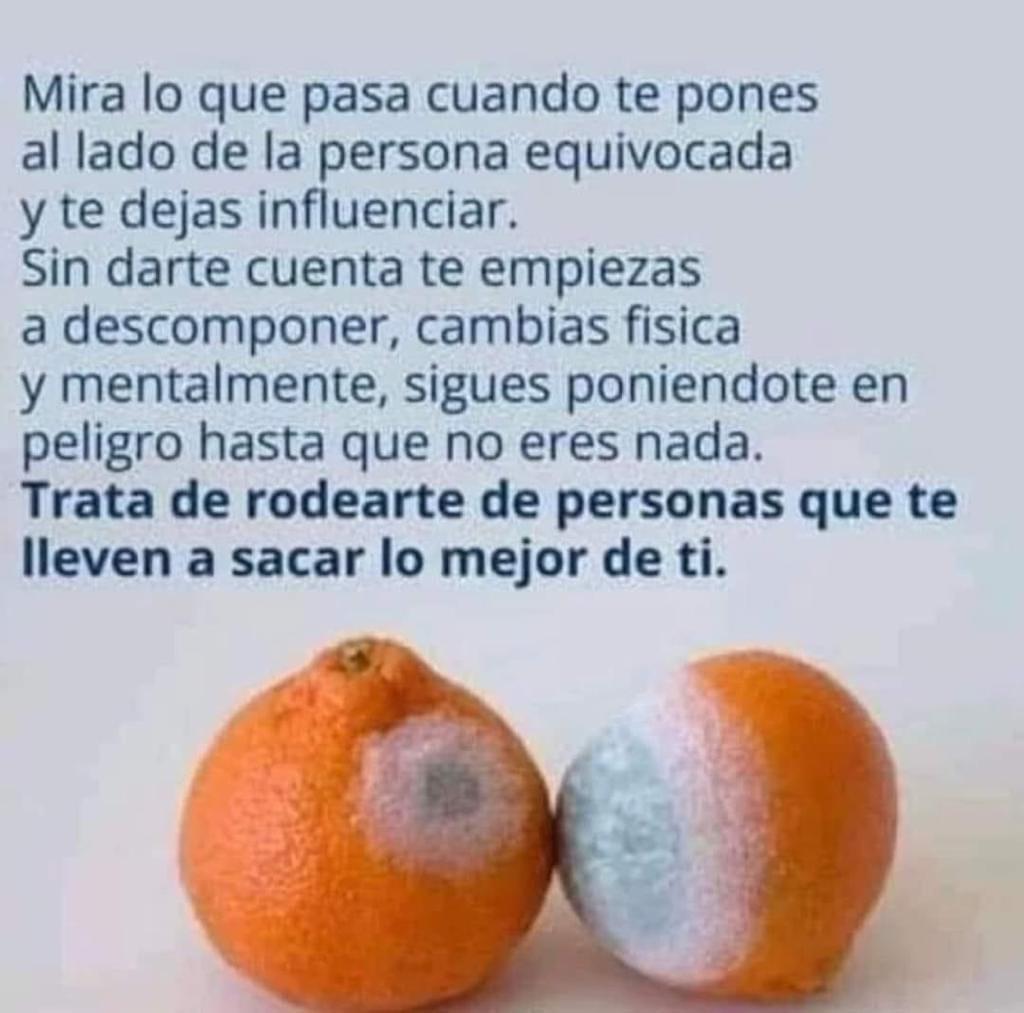 Mira lo que pasa cuando te pones
al lado de la persona equivocada
y te dejas influenciar.
Sin darte cuenta te empiezas
a descomponer, cambias fisica
y mentalmente, sigues poniendote en
peligro hasta que no eres nada.
Trata de rodearte de personas que te
lleven a sacar lo mejor de ti.